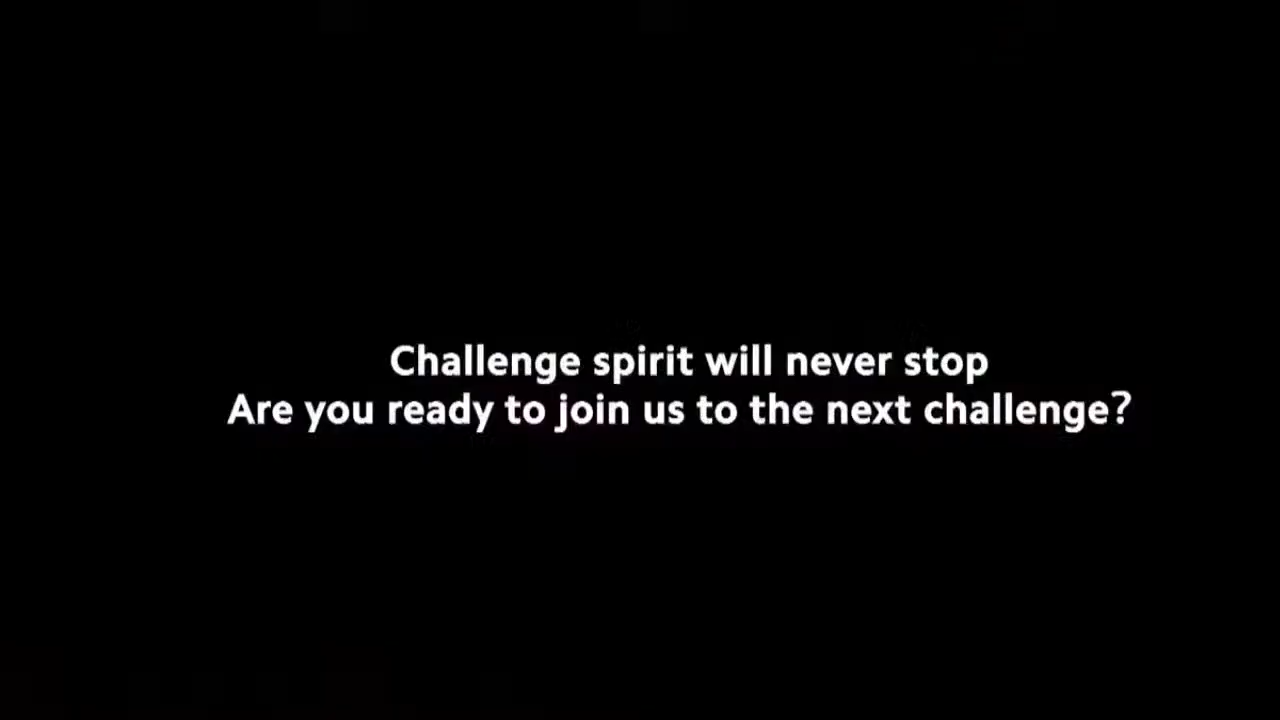 Challenge spirit will never stop
Are you ready to join us to the next challenge?